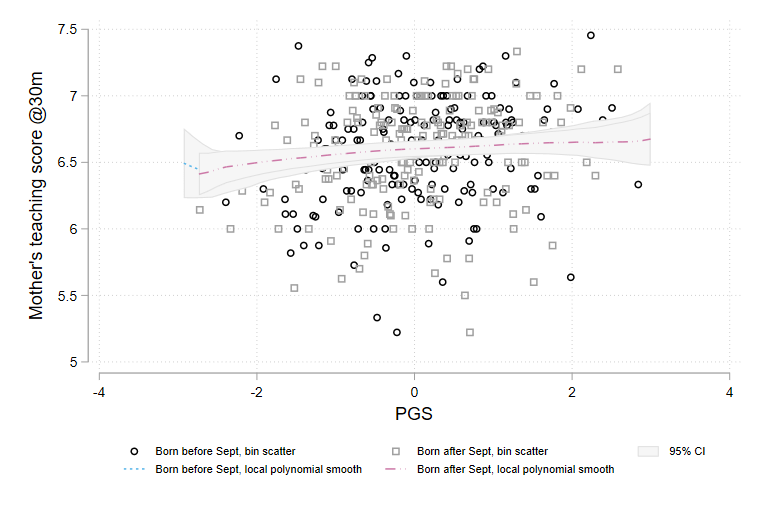 Mother's teaching score @30m
7.5
7
6.5
6
5.5
5
-4
-2
0
2
4
PGS
Born before Sept, bin scatter
Born after Sept, bin scatter
95% CI
Born before Sept, local polynomial smooth
Born after Sept, local polynomial smooth